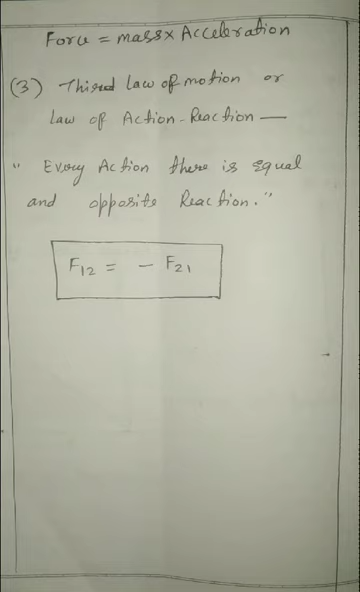 Force = mass x Acceleration
(3) Third law of motion or
law of Action-Reaction —
" Every Action there is Equal
and opposite Reaction."
F12 = - F21